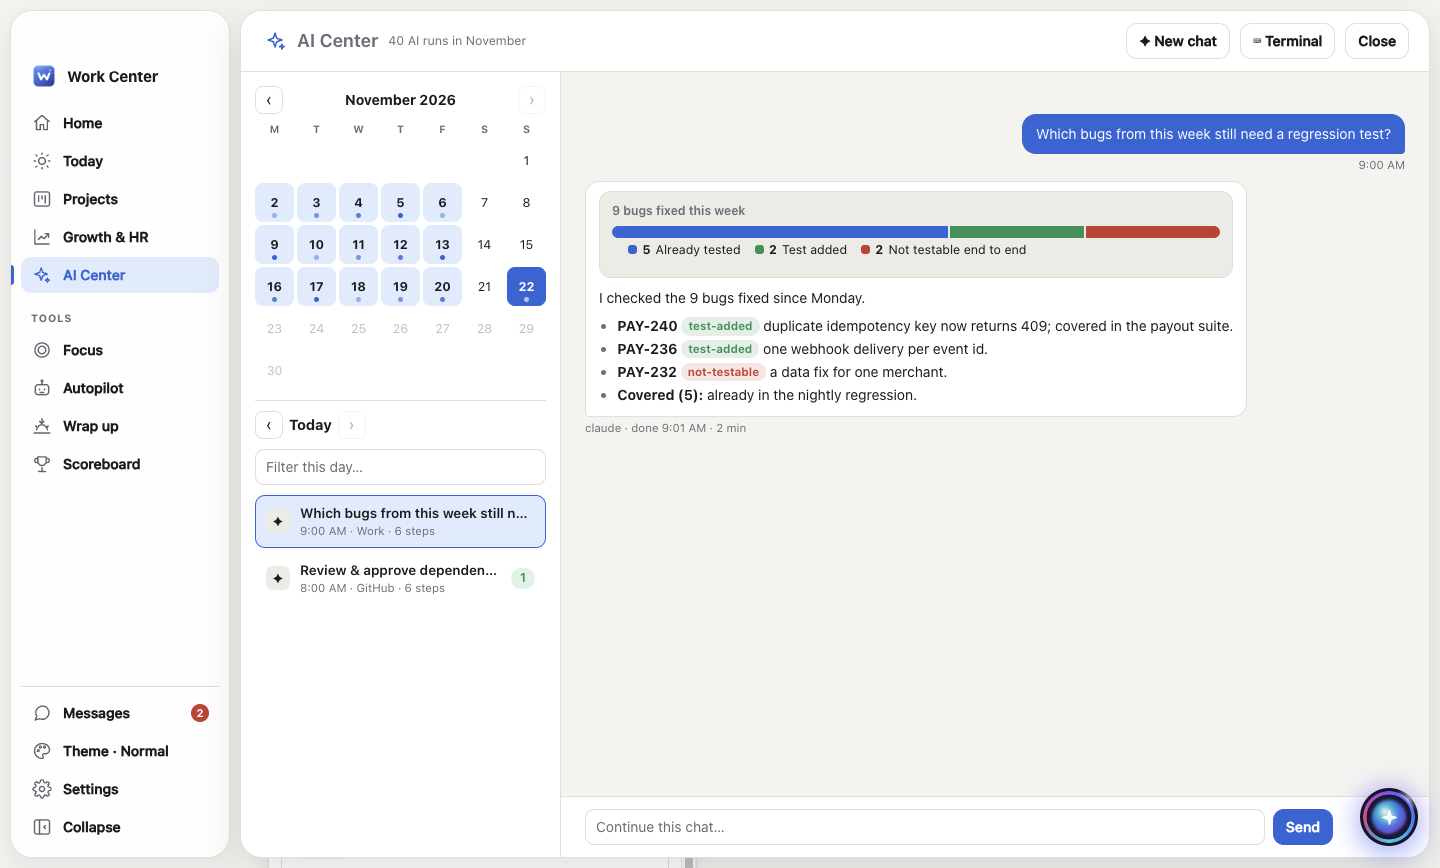 Work Center
Home
Today
Projects
Growth & HR
AI Center
TOOLS
Focus
Autopilot
Wrap up
Scoreboard
Messages 2
Theme · Normal
Settings
Collapse
AI Center 40 AI runs in November
✦ New chat
Terminal
Close
‹ November 2026 ›
M T W T F S S
1
2 3 4 5 6 7 8
9 10 11 12 13 14 15
16 17 18 19 20 21 22
23 24 25 26 27 28 29
30
‹ Today ›
Filter this day...
✦ Which bugs from this week still n...
9:00 AM · Work · 6 steps
✦ Review & approve dependen... 1
8:00 AM · GitHub · 6 steps
Which bugs from this week still need a regression test?
9:00 AM
9 bugs fixed this week
5 Already tested 2 Test added 2 Not testable end to end
I checked the 9 bugs fixed since Monday.
• PAY-240 test-added duplicate idempotency key now returns 409; covered in the payout suite.
• PAY-236 test-added one webhook delivery per event id.
• PAY-232 not-testable a data fix for one merchant.
• Covered (5): already in the nightly regression.
claude · done 9:01 AM · 2 min
Continue this chat...
Send